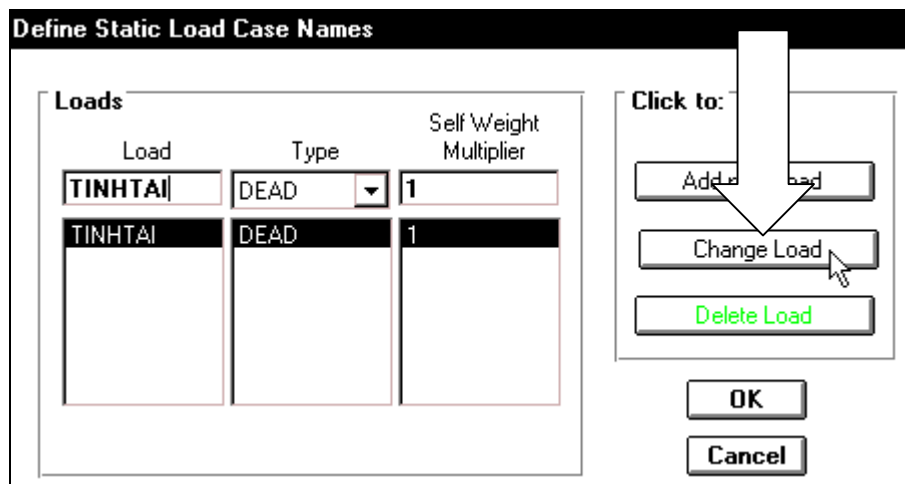 Define Static Load Case Names
Loads
Load Type Self Weight Multiplier
TINHTAI DEAD 1
TINHTAI DEAD 1
Click to:
Change Load
Delete Load
OK
Cancel